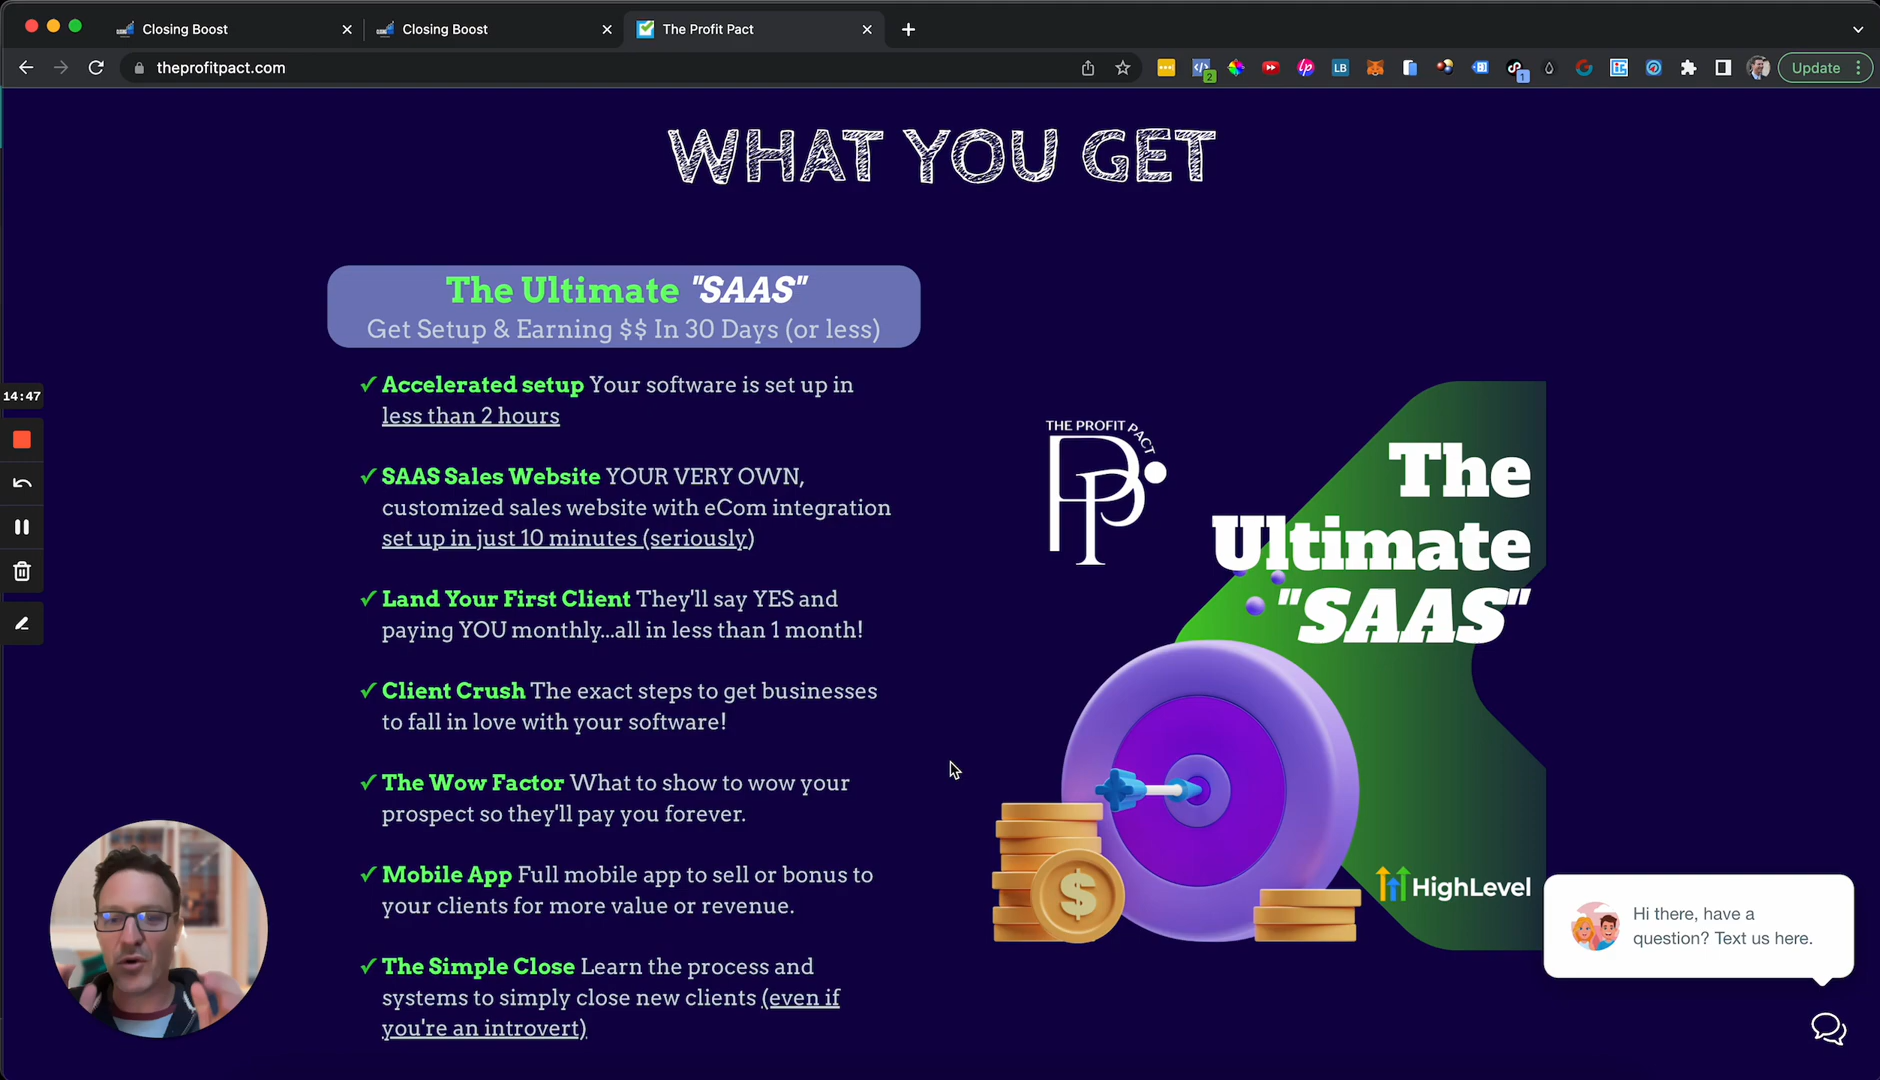 Closing Boost
Closing Boost
The Profit Pact
theprofitpact.com
2
LB
1
Update
WHAT YOU GET
The Ultimate "SAAS"
Get Setup & Earning $$ In 30 Days (or less)
✓ Accelerated setup Your software is set up in
less than 2 hours
✓ SAAS Sales Website YOUR VERY OWN,
customized sales website with eCom integration
set up in just 10 minutes (seriously)
✓ Land Your First Client They'll say YES and
paying YOU monthly...all in less than 1 month!
✓ Client Crush The exact steps to get businesses
to fall in love with your software!
✓ The Wow Factor What to show to wow your
prospect so they'll pay you forever.
✓ Mobile App Full mobile app to sell or bonus to
your clients for more value or revenue.
✓ The Simple Close Learn the process and
systems to simply close new clients (even if
you're an introvert)
14:47
THE PROFIT PACT
The
Ultimate
"SAAS"
$
HighLevel
Hi there, have a
question? Text us here.